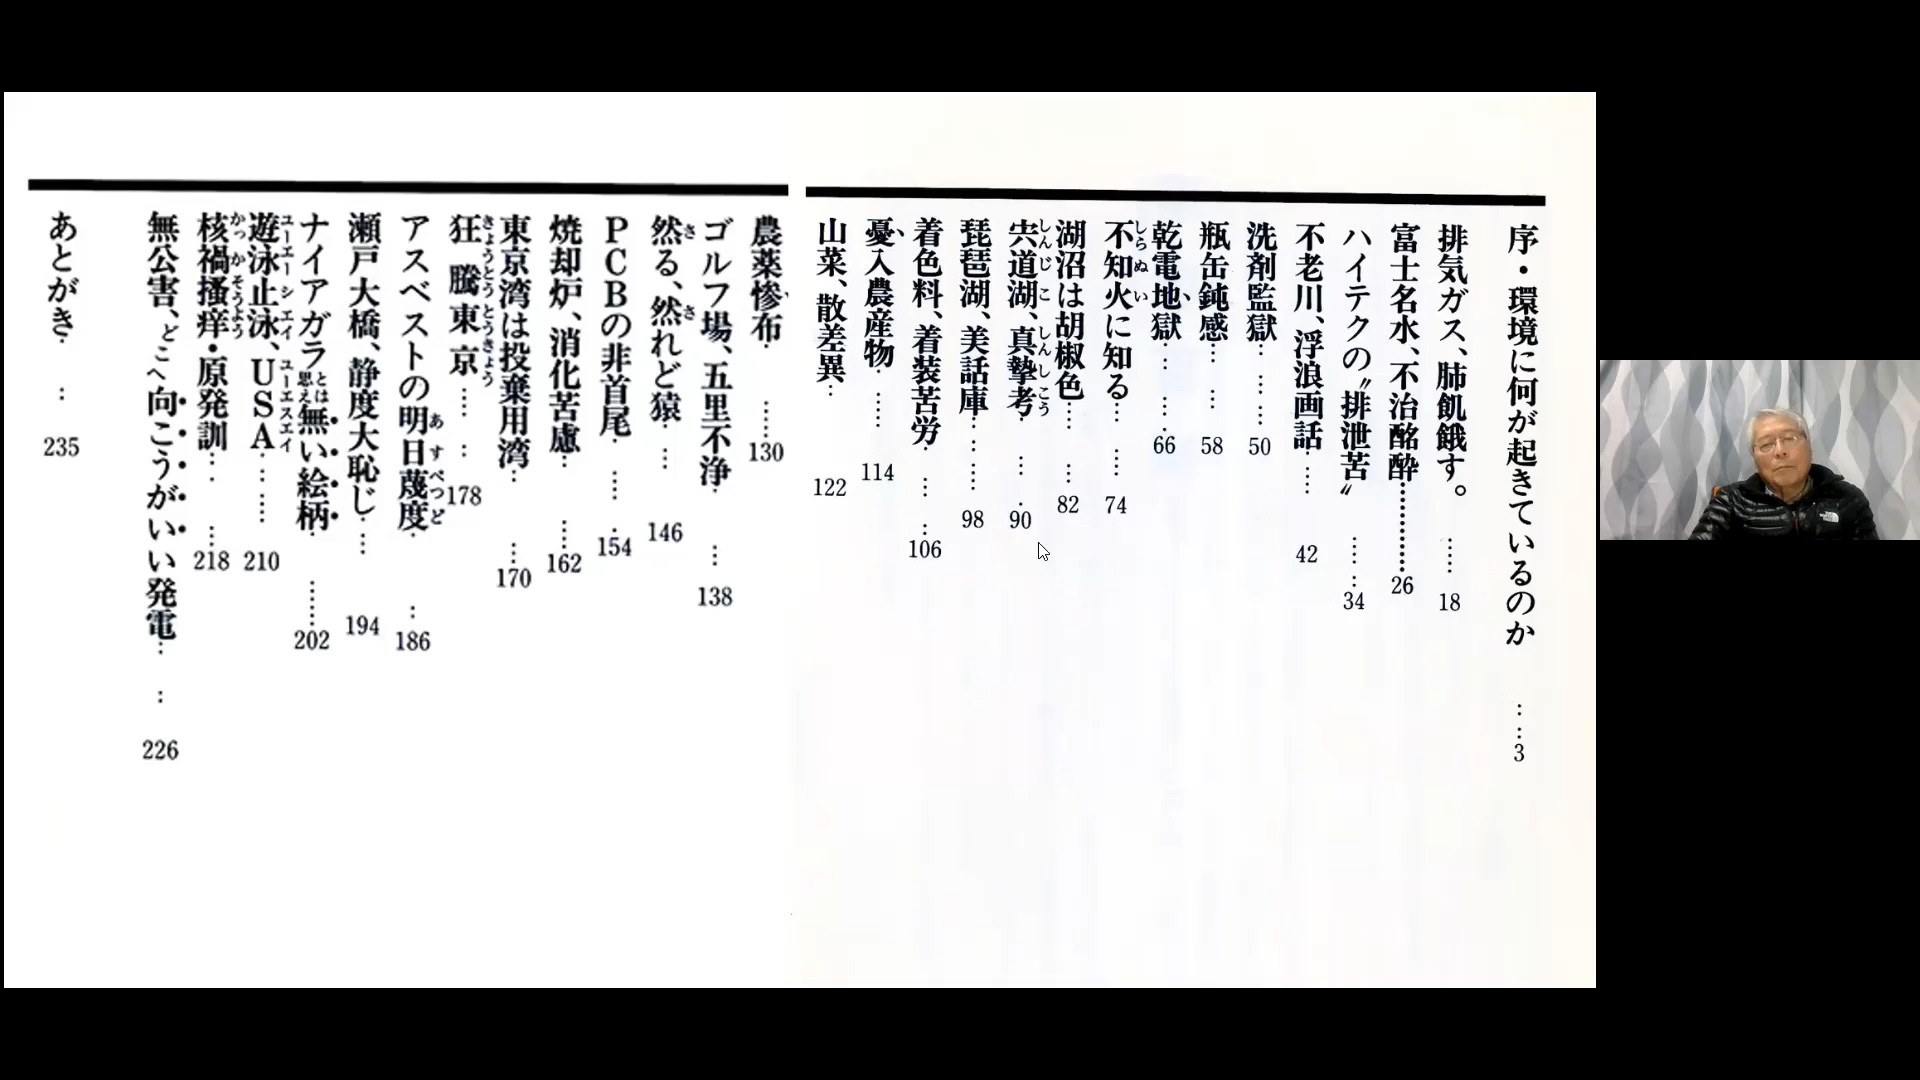 序・環境に何が起きているのか……3
排気ガス、肺飢餓す。……18
富士名水、不治酩酊…………26
ハイテクの〝排泄苦〟……34
不老川、浮浪画話……42
洗剤監獄……50
瓶缶鈍感……58
乾電地獄……66
不知火に知る……74
湖沼は胡椒色……82
宍道湖、真摯考……90
琵琶湖、美話庫……98
着色料、着装苦労……106
憂入農産物……114
山菜、散差異…122
農薬惨布……130
ゴルフ場、五里不浄……138
然る、然れど猿……146
PCBの非首尾……154
焼却炉、消化苦慮……162
東京湾は投棄用湾……170
狂騰東京……178
アスベストの明日蔑度……186
瀬戸大橋、静度大恥じ……194
ナイアガラ思え無い絵柄……202
遊泳止泳、USA……210
核禍搔痒・原発訓……218
無公害、どこへ向こうがいい発電……226
あとがき……235